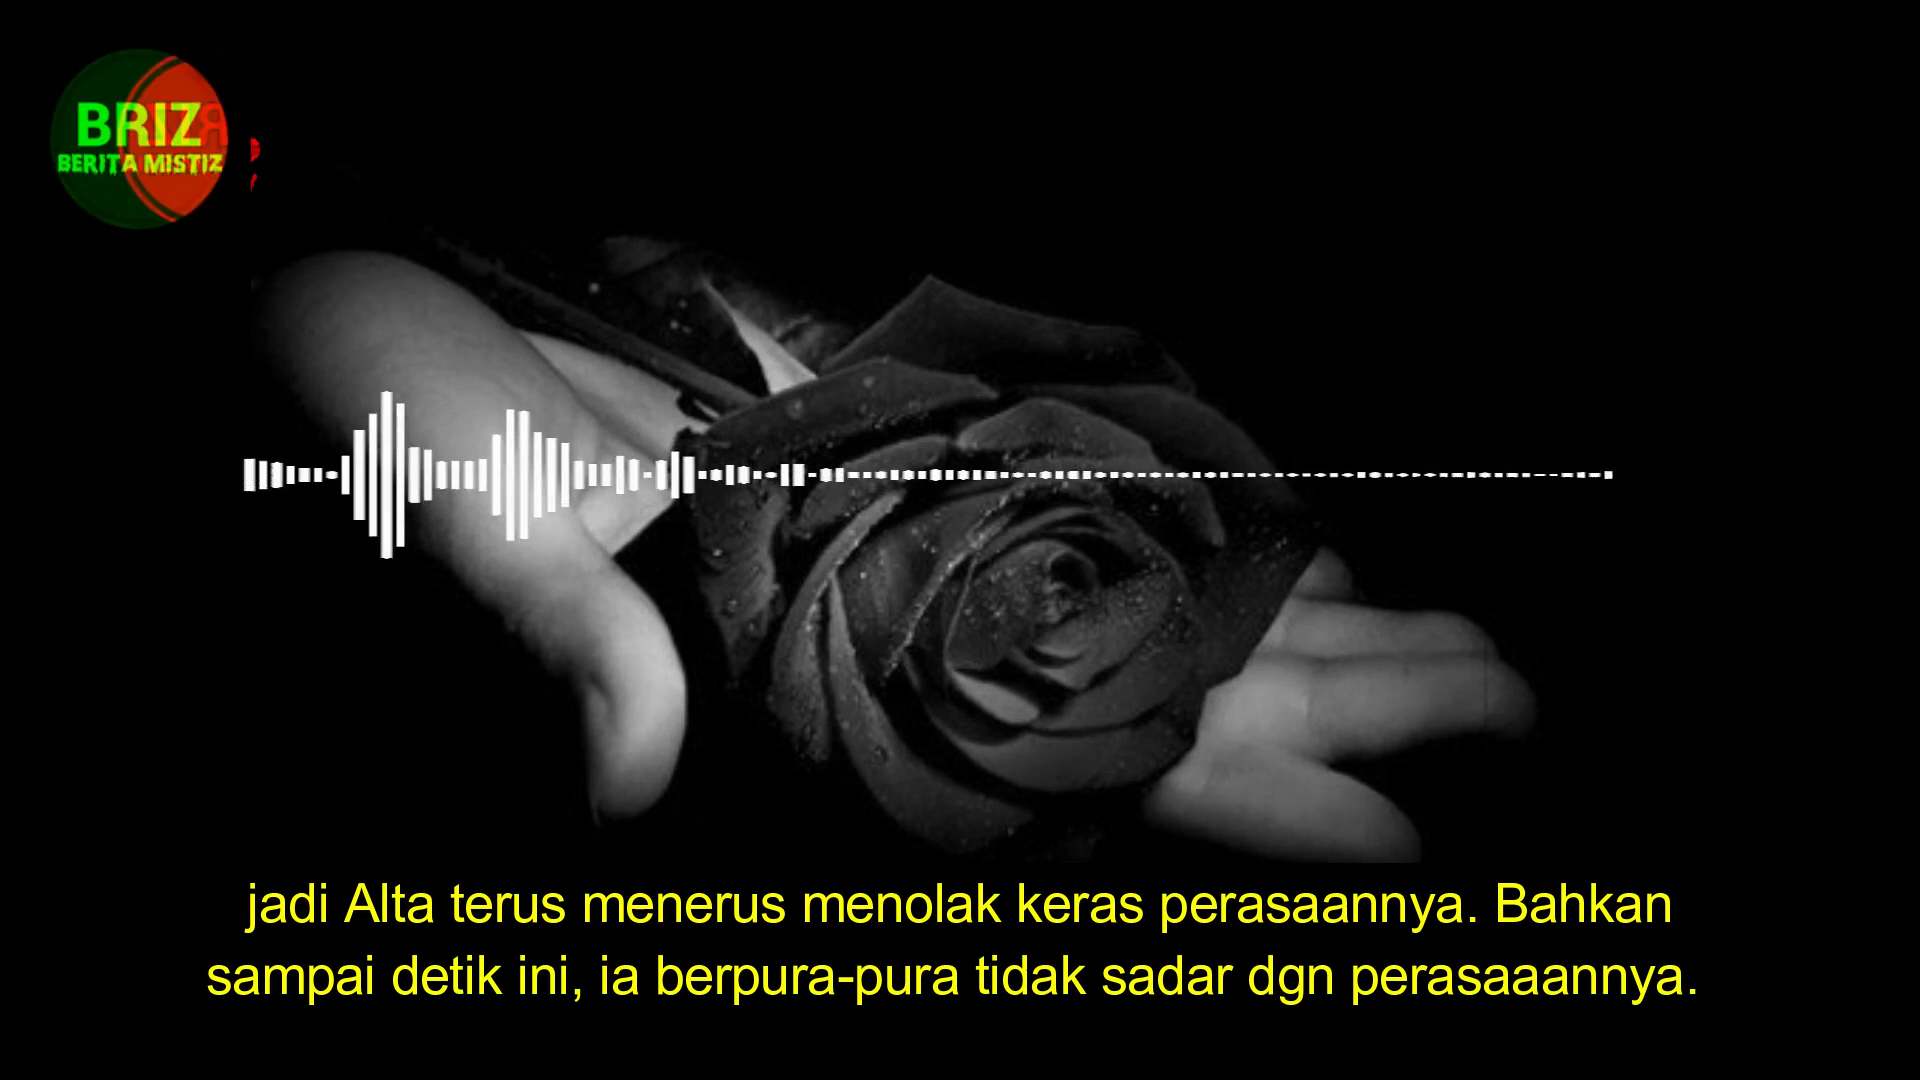 BRIZ
BERITA MISTIZ
jadi Alta terus menerus menolak keras perasaannya. Bahkan
sampai detik ini, ia berpura-pura tidak sadar dgn perasaaannya.